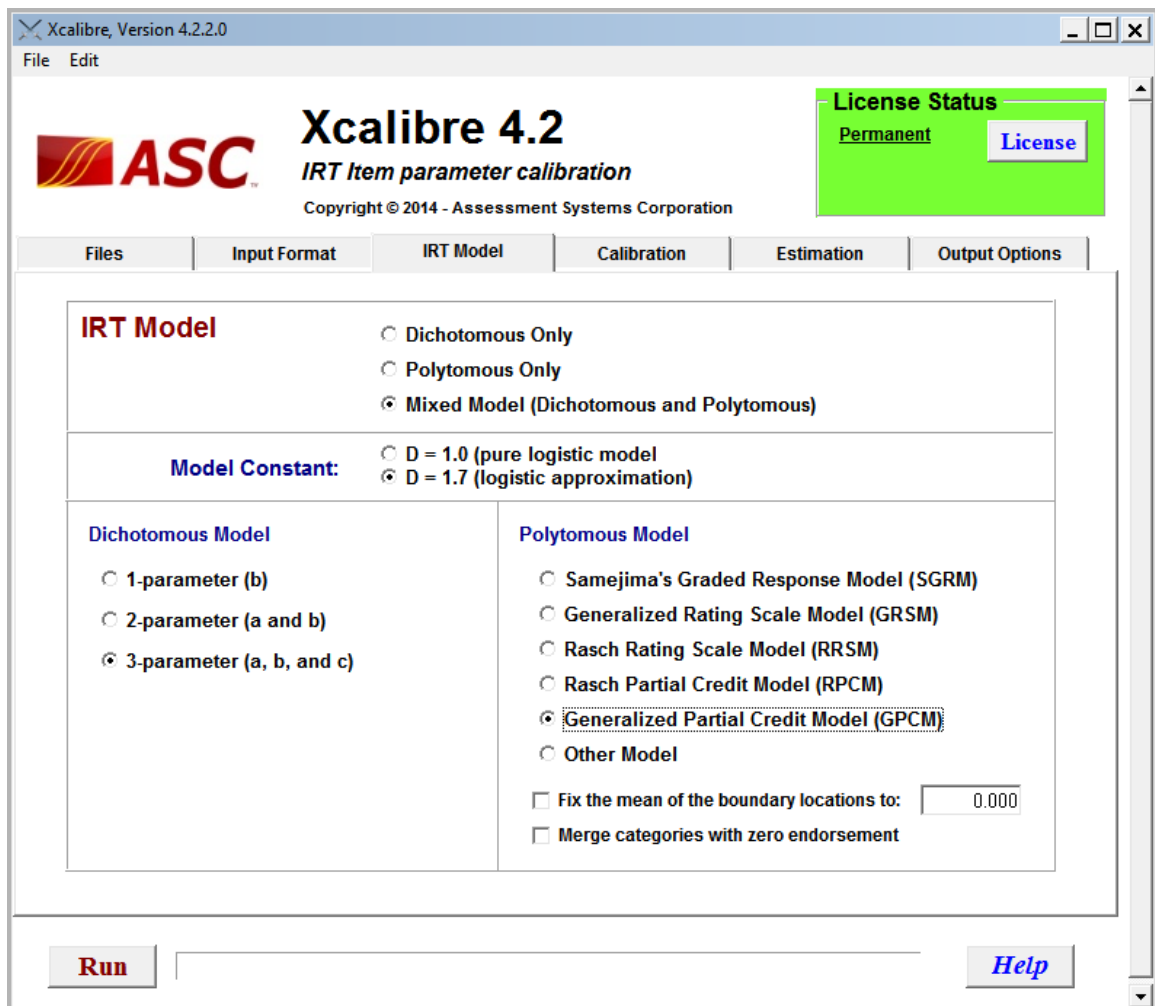 Xcalibre, Version 4.2.2.0
File Edit
ASC
Xcalibre 4.2
IRT Item parameter calibration
Copyright © 2014 - Assessment Systems Corporation
License Status
Permanent
License
Files
Input Format
IRT Model
Calibration
Estimation
Output Options
IRT Model
Dichotomous Only
Polytomous Only
Mixed Model (Dichotomous and Polytomous)
Model Constant:
D = 1.0 (pure logistic model
D = 1.7 (logistic approximation)
Dichotomous Model
1-parameter (b)
2-parameter (a and b)
3-parameter (a, b, and c)
Polytomous Model
Samejima's Graded Response Model (SGRM)
Generalized Rating Scale Model (GRSM)
Rasch Rating Scale Model (RRSM)
Rasch Partial Credit Model (RPCM)
Generalized Partial Credit Model (GPCM)
Other Model
Fix the mean of the boundary locations to: 0.000
Merge categories with zero endorsement
Run
Help